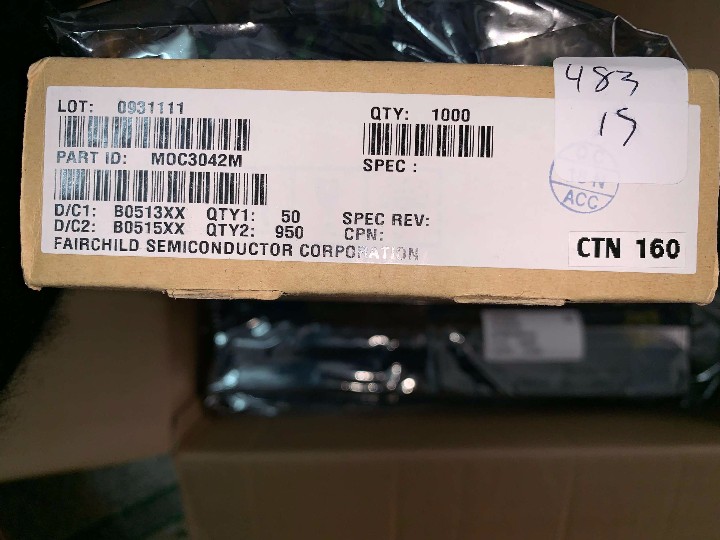 483
15
LOT: 0931111
QTY: 1000
PART ID: MOC3042M
SPEC :
D/C1: B0513XX QTY1: 50
SPEC REV:
D/C2: B0515XX QTY2: 950
CPN:
FAIRCHILD SEMICONDUCTOR CORPORATION
ACC
CTN 160